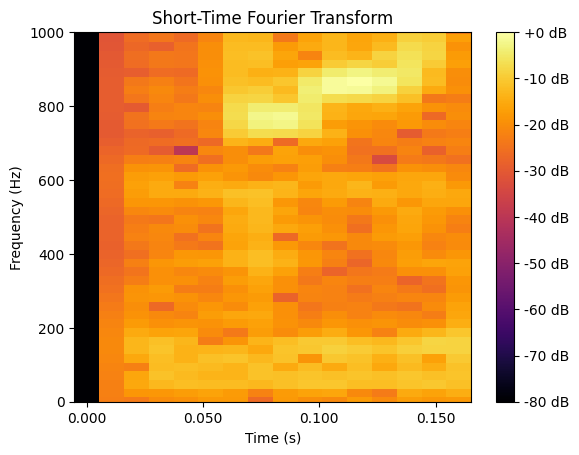 Short-Time Fourier Transform
1000
800
600
400
200
0
Frequency (Hz)
0.000
0.050
0.100
0.150
Time (s)
+0 dB
-10 dB
-20 dB
-30 dB
-40 dB
-50 dB
-60 dB
-70 dB
-80 dB